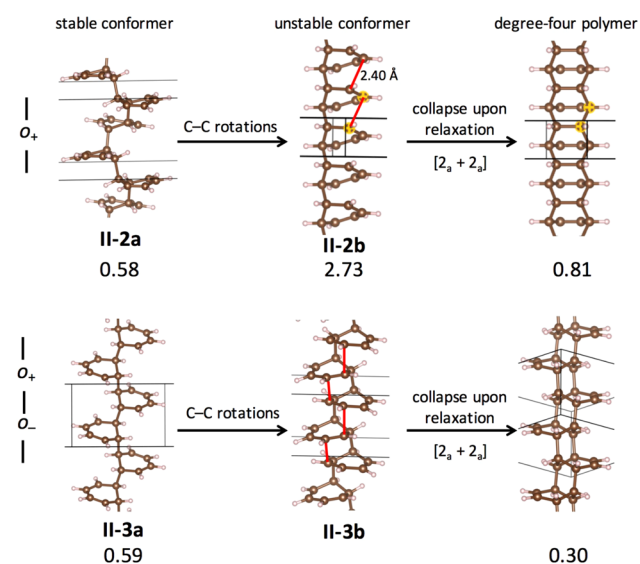 stable conformer
unstable conformer
degree-four polymer
2.40 Å
o+
C–C rotations
collapse upon
relaxation
[2a + 2a]
II-2a
II-2b
0.58
2.73
0.81
o+
o–
C–C rotations
collapse upon
relaxation
[2a + 2a]
II-3a
II-3b
0.59
0.30